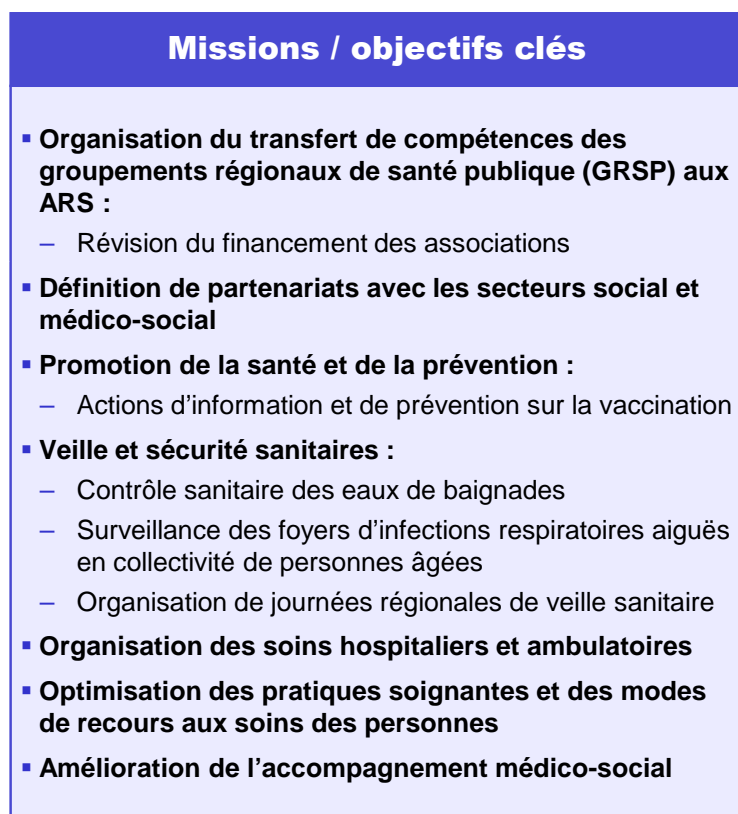 Missions / objectifs clés
▪ Organisation du transfert de compétences des
groupements régionaux de santé publique (GRSP) aux
ARS :
– Révision du financement des associations
▪ Définition de partenariats avec les secteurs social et
médico-social
▪ Promotion de la santé et de la prévention :
– Actions d’information et de prévention sur la vaccination
▪ Veille et sécurité sanitaires :
– Contrôle sanitaire des eaux de baignades
– Surveillance des foyers d’infections respiratoires aiguës
en collectivité de personnes âgées
– Organisation de journées régionales de veille sanitaire
▪ Organisation des soins hospitaliers et ambulatoires
▪ Optimisation des pratiques soignantes et des modes
de recours aux soins des personnes
▪ Amélioration de l’accompagnement médico-social